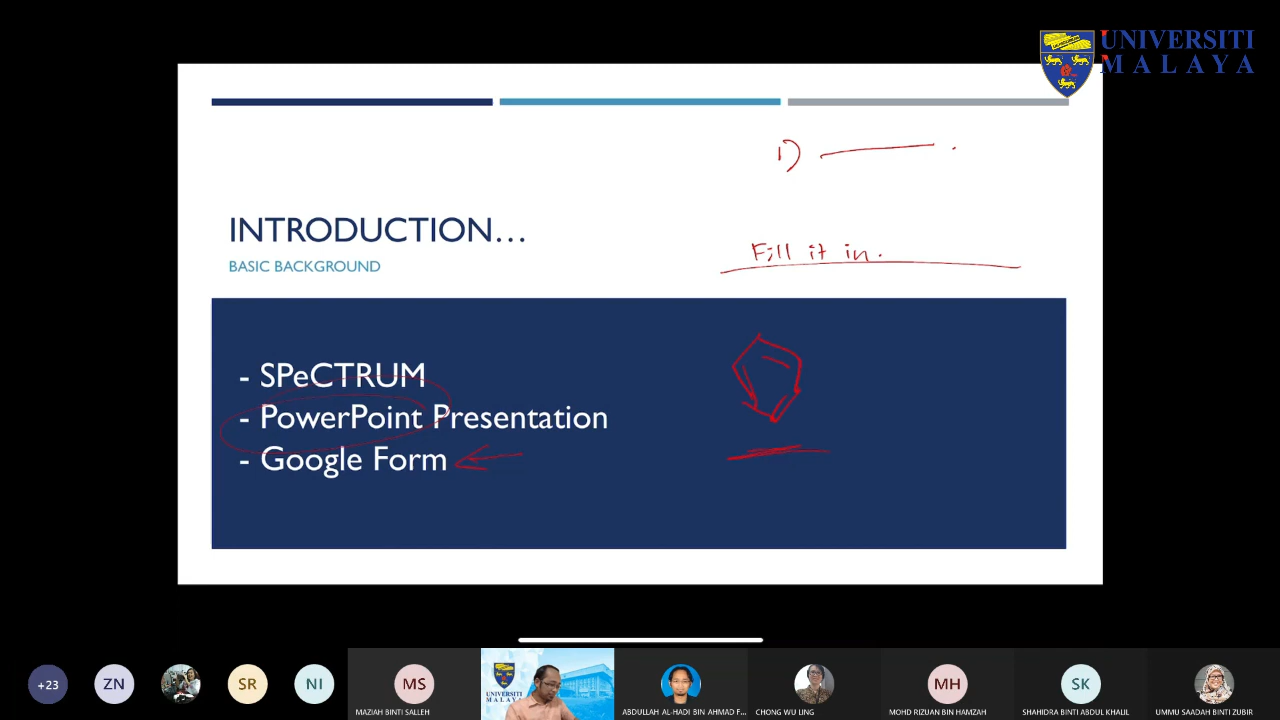 UNIVERSITI
MALAYA
1)
INTRODUCTION...
Fill it in.
BASIC BACKGROUND
- SPeCTRUM
- PowerPoint Presentation
- Google Form
+23
ZN
SR
NI
MS
UNIVERSITI
MALAYA
MH
SK
MAZIAH BINTI SALLEH
ABDULLAH AL-HADI BIN AHMAD F...
CHONG WU LING
MOHD RIZUAN BIN HAMZAH
SHAHIDRA BINTI ABDUL KHALIL
UMMU SAADAH BINTI ZUBIR